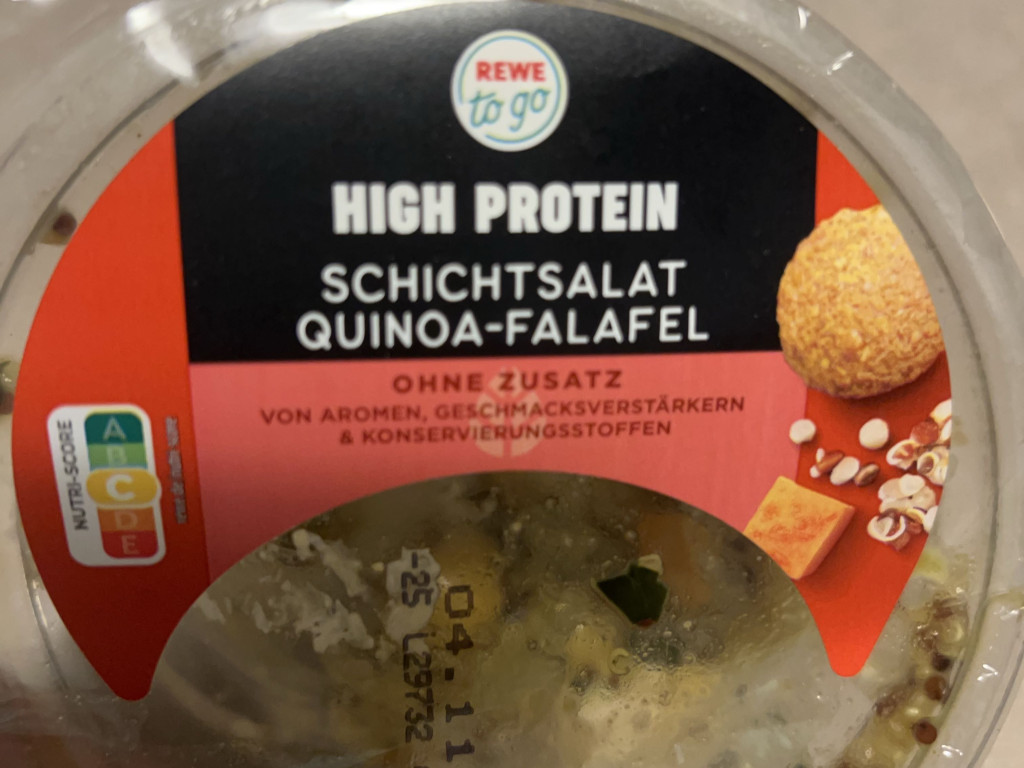 REWE
to go
HIGH PROTEIN
SCHICHTSALAT
QUINOA-FALAFEL
OHNE ZUSATZ
VON AROMEN, GESCHMACKSVERSTÄRKERN
& KONSERVIERUNGSSTOFFEN
NUTRI-SCORE
A
B
C
D
E
04.11
-25 L29732